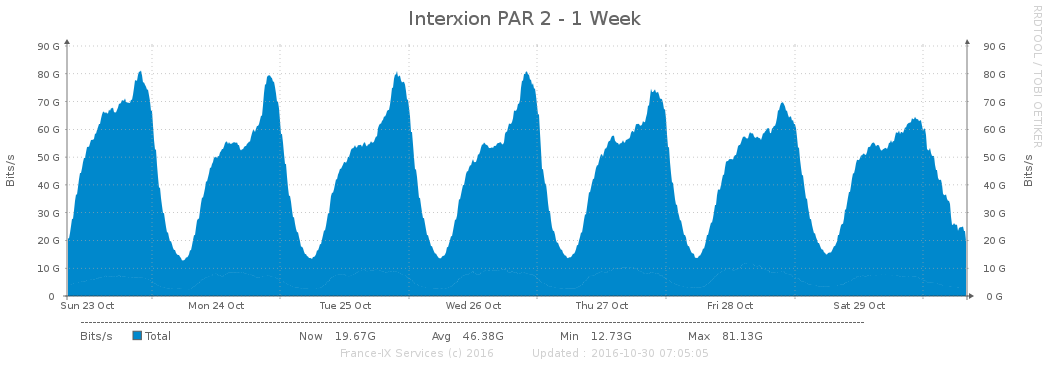 Interxion PAR 2 - 1 Week
RRDTOOL / TOBI OETIKER
90 G 90 G
80 G 80 G
70 G 70 G
60 G 60 G
50 G 50 G
40 G 40 G
30 G 30 G
20 G 20 G
10 G 10 G
0 0 G
Bits/s
Bits/s
Sun 23 Oct Mon 24 Oct Tue 25 Oct Wed 26 Oct Thu 27 Oct Fri 28 Oct Sat 29 Oct
Bits/s Total Now 19.67G Avg 46.38G Min 12.73G Max 81.13G
France-IX Services (c) 2016 Updated : 2016-10-30 07:05:05